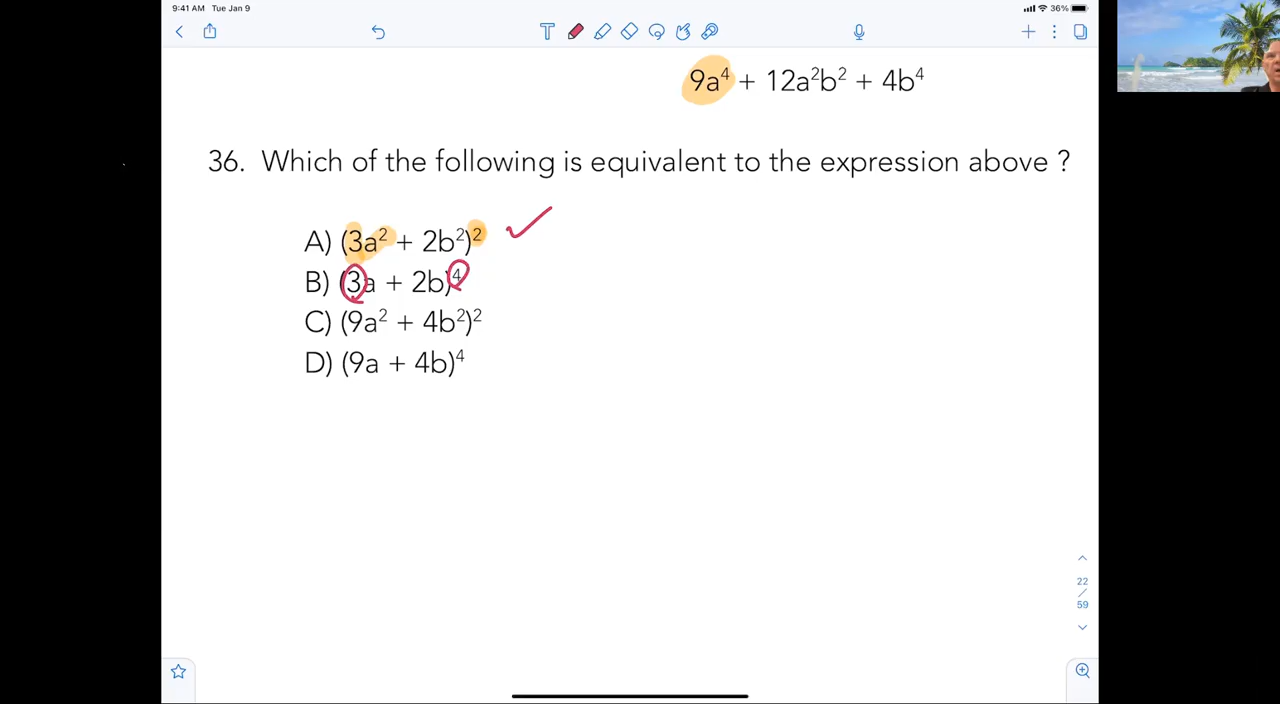 9:41 AM Tue Jan 9 36%
9a⁴ + 12a²b² + 4b⁴
36. Which of the following is equivalent to the expression above ?
A) (3a² + 2b²)²
B) (3a + 2b)⁴
C) (9a² + 4b²)²
D) (9a + 4b)⁴
22
/
59